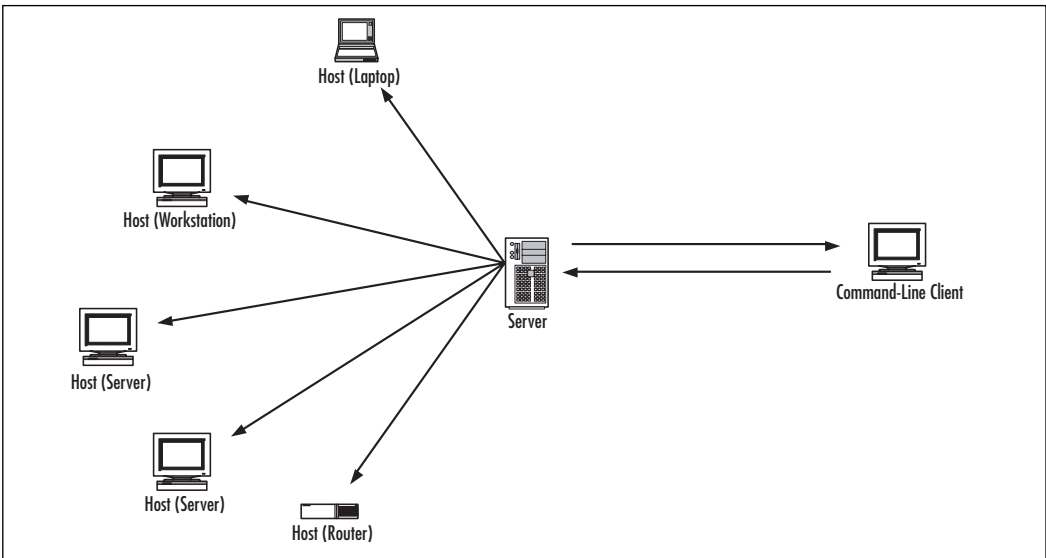 Host (Laptop)
Host (Workstation)
Server
Command-Line Client
Host (Server)
Host (Server)
Host (Router)